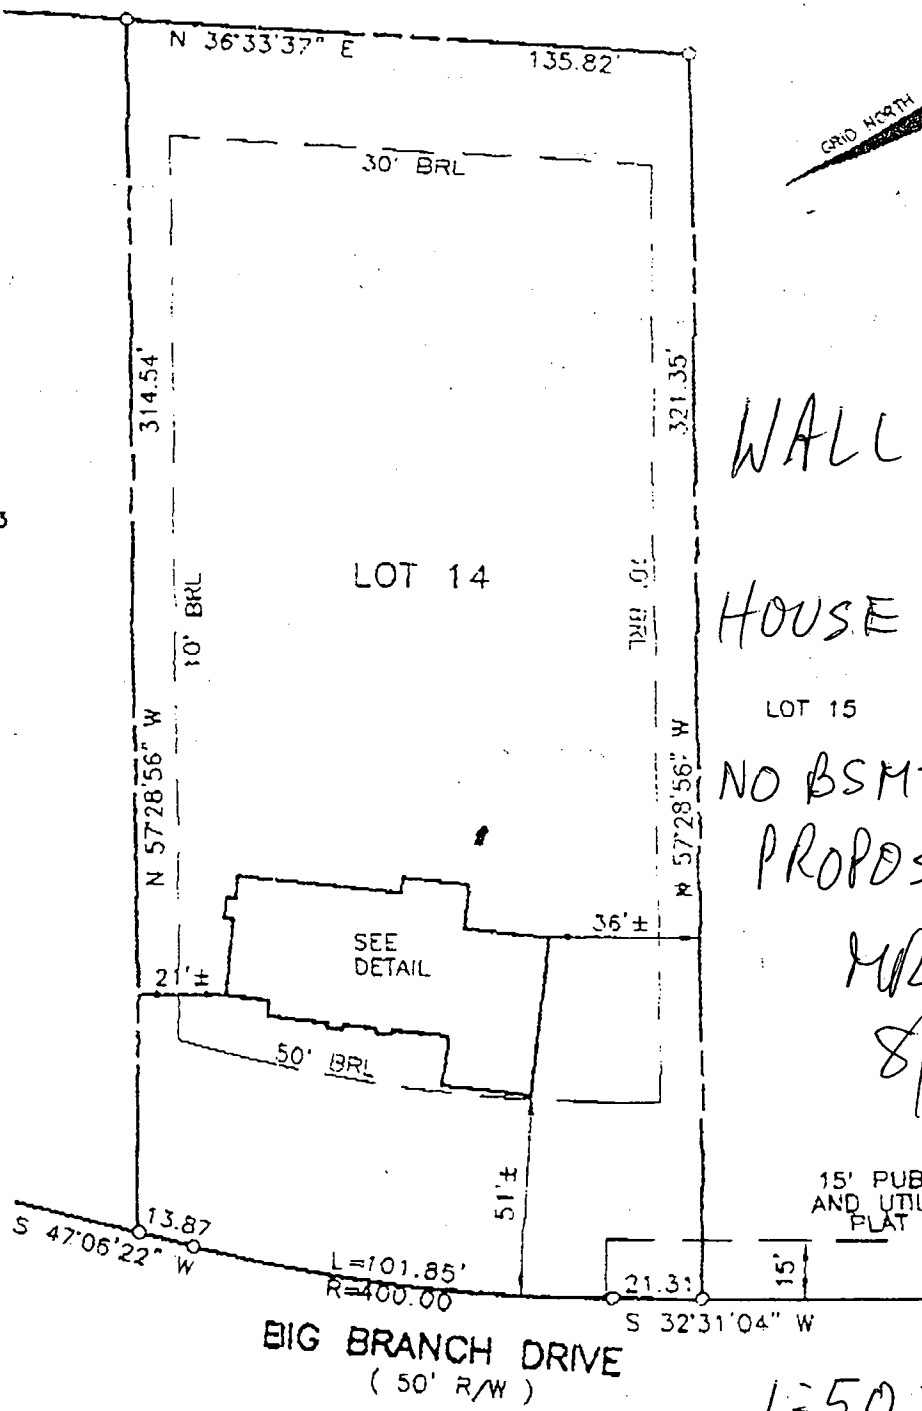 N 36°33'37" E 135.82'
GRID NORTH
30' BRL
314.54'
321.35'
WALL
3
LOT 14
10' BRL
10' BRL
HOUSE
LOT 15
N 57°28'56" W
57°28'56" W
NO BSMT
PROPOS
SEE
DETAIL
36'±
21'±
50' BRL
51'±
15' PUB
AND UTIL
PLAT
13.87
S 47°06'22" W
L=101.85'
R=400.00
21.31
15'
S 32°31'04" W
BIG BRANCH DRIVE
( 50' R/W )